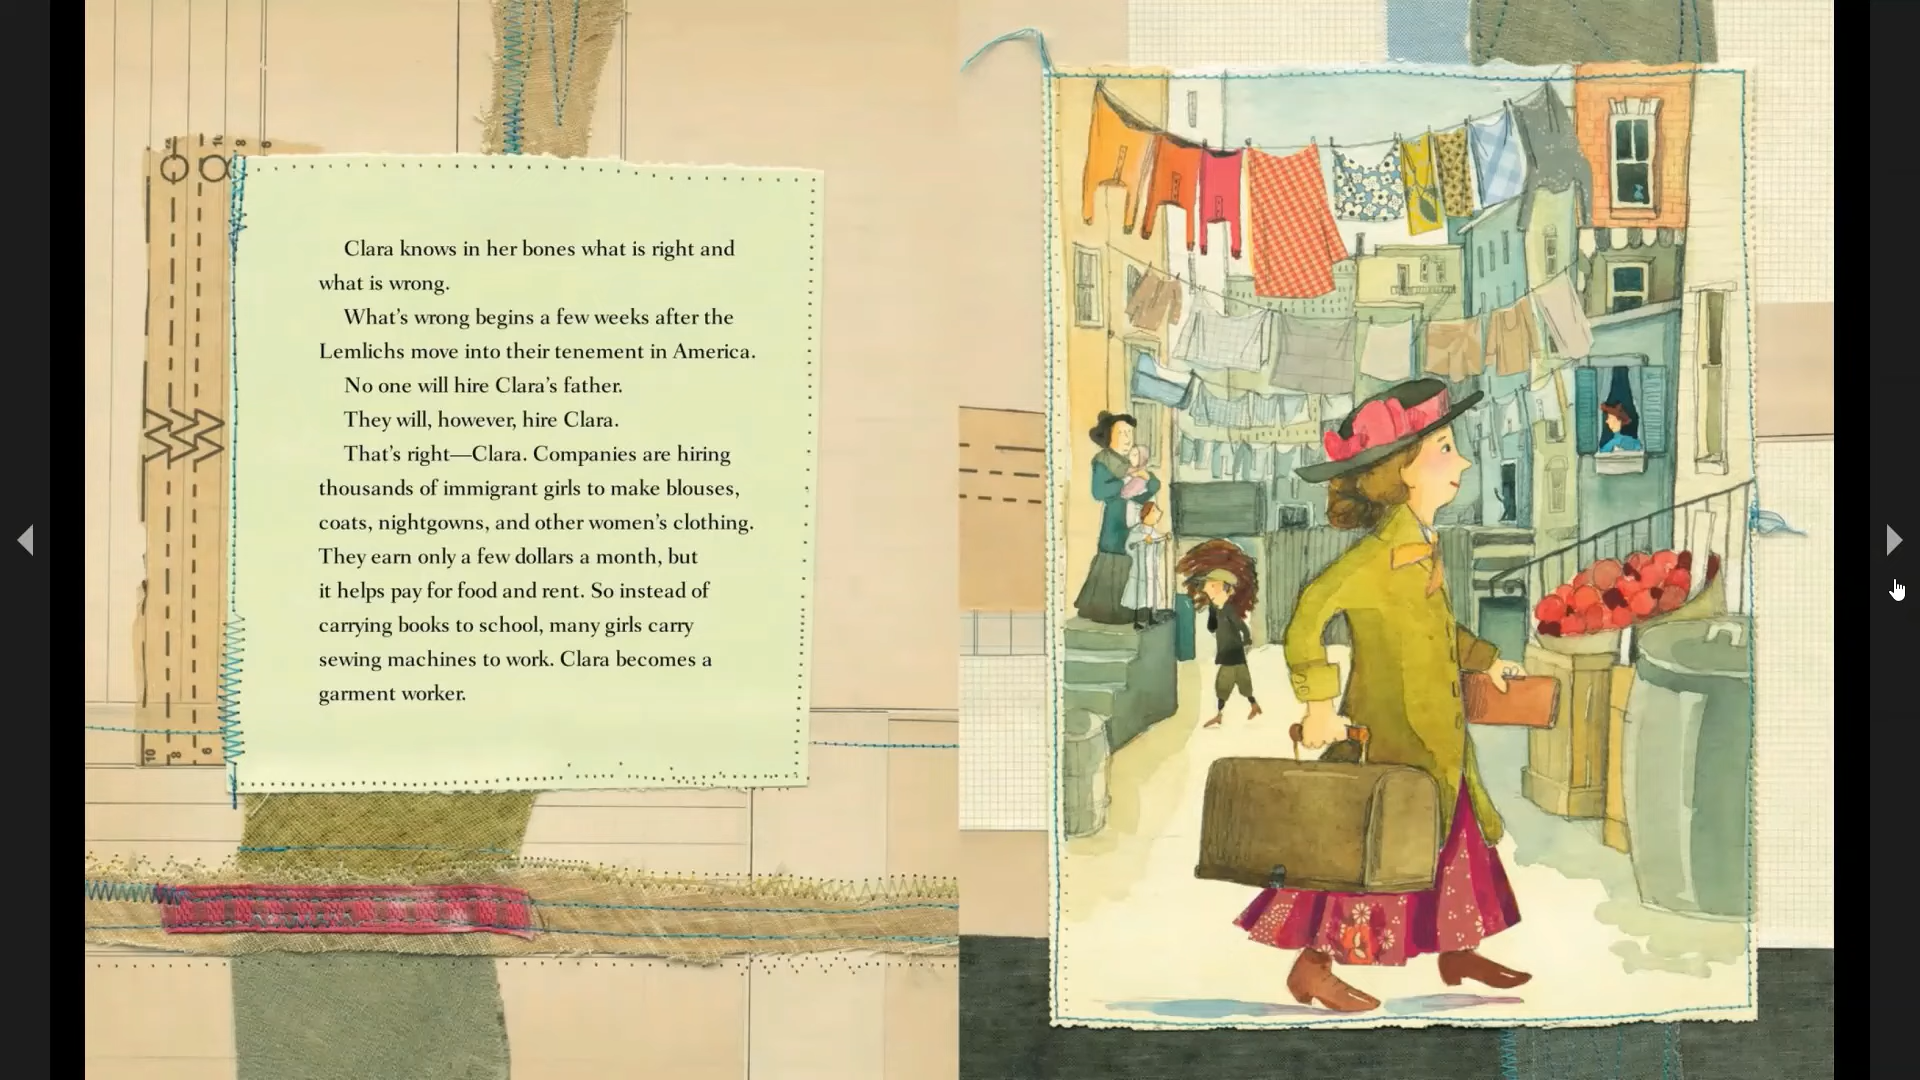 Clara knows in her bones what is right and
what is wrong.
What's wrong begins a few weeks after the
Lemlichs move into their tenement in America.
No one will hire Clara's father.
They will, however, hire Clara.
That's right—Clara. Companies are hiring
thousands of immigrant girls to make blouses,
coats, nightgowns, and other women's clothing.
They earn only a few dollars a month, but
it helps pay for food and rent. So instead of
carrying books to school, many girls carry
sewing machines to work. Clara becomes a
garment worker.
10 8 6